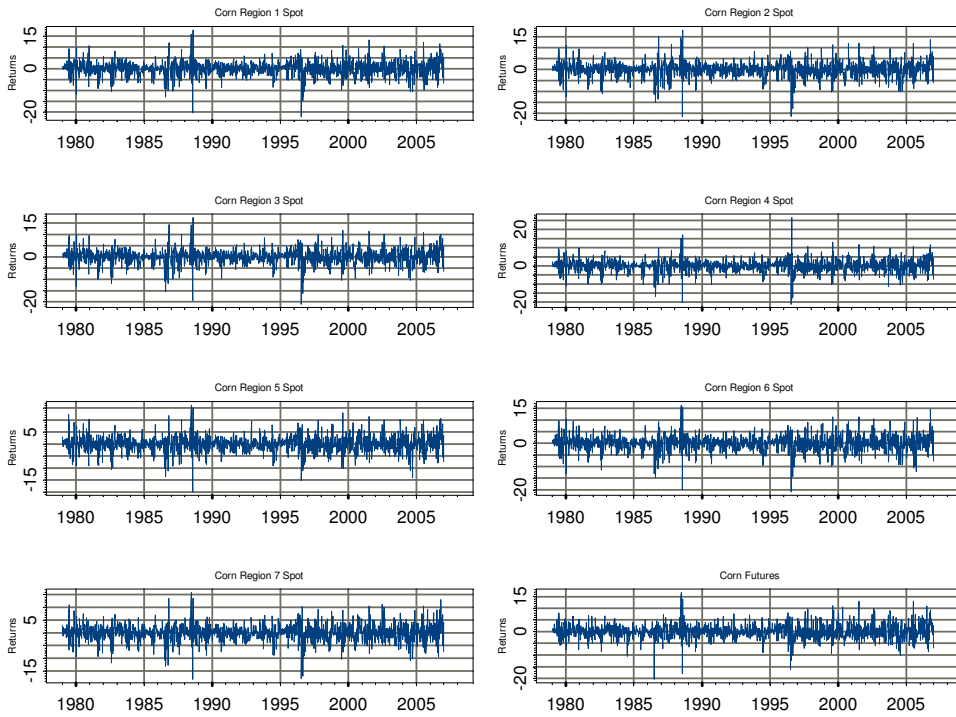 Corn Region 1 Spot
Returns
15
0
-20
1980 1985 1990 1995 2000 2005
Corn Region 2 Spot
Returns
15
0
-20
1980 1985 1990 1995 2000 2005
Corn Region 3 Spot
Returns
15
0
-20
1980 1985 1990 1995 2000 2005
Corn Region 4 Spot
Returns
20
0
-20
1980 1985 1990 1995 2000 2005
Corn Region 5 Spot
Returns
5
-15
1980 1985 1990 1995 2000 2005
Corn Region 6 Spot
Returns
15
0
-20
1980 1985 1990 1995 2000 2005
Corn Region 7 Spot
Returns
5
-15
1980 1985 1990 1995 2000 2005
Corn Futures
Returns
15
0
-20
1980 1985 1990 1995 2000 2005